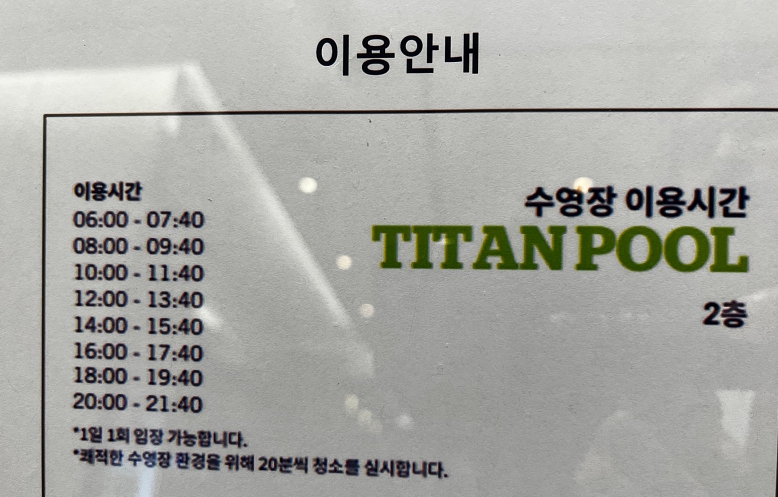 이용안내
이용시간
06:00 - 07:40
08:00 - 09:40
10:00 - 11:40
12:00 - 13:40
14:00 - 15:40
16:00 - 17:40
18:00 - 19:40
20:00 - 21:40
*1일 1회 입장 가능합니다.
*쾌적한 수영장 환경을 위해 20분씩 청소를 실시합니다.
수영장 이용시간
TITAN POOL
2층